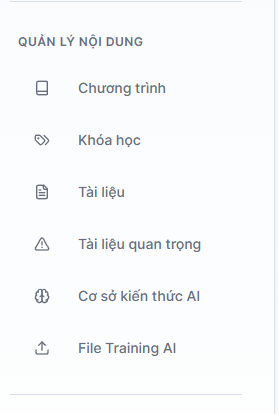 QUẢN LÝ NỘI DUNG
Chương trình
Khóa học
Tài liệu
Tài liệu quan trọng
Cơ sở kiến thức AI
File Training AI